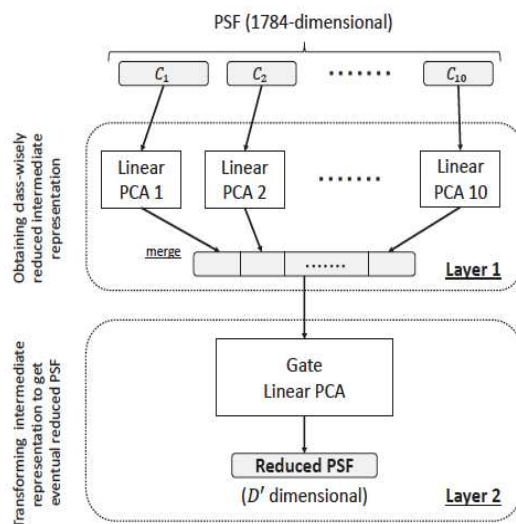 PSF (1784-dimensional)
C₁ C₂ ....... C₁₀
Obtaining class-wisely
reduced intermediate
representation
Linear
PCA 1
Linear
PCA 2
.......
Linear
PCA 10
merge
.......
Layer 1
Transforming intermediate
representation to get
eventual reduced PSF
Gate
Linear PCA
Reduced PSF
(D′ dimensional)
Layer 2